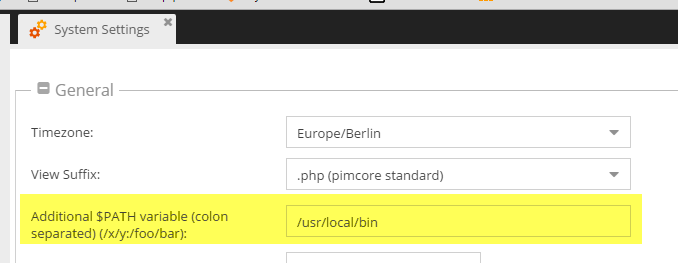 System Settings
General
Timezone:
Europe/Berlin
View Suffix:
.php (pimcore standard)
Additional $PATH variable (colon
separated) (/x/y:/foo/bar):
/usr/local/bin